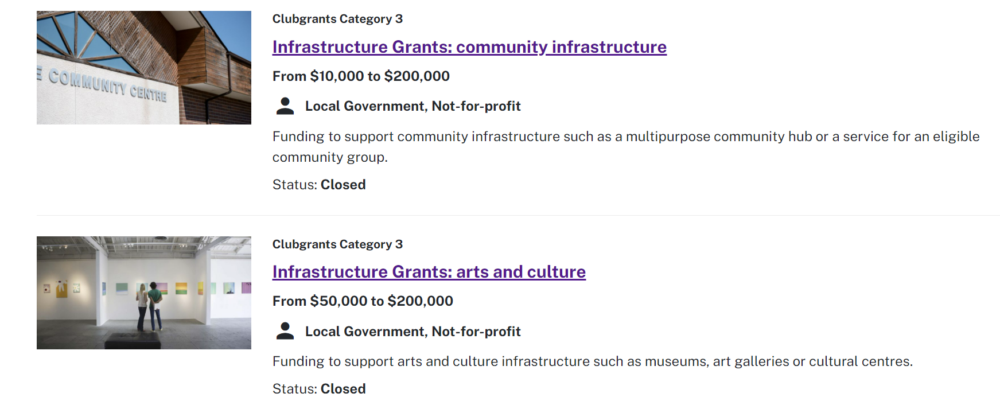 E COMMUNITY CENTRE
Clubgrants Category 3
Infrastructure Grants: community infrastructure
From $10,000 to $200,000
Local Government, Not-for-profit
Funding to support community infrastructure such as a multipurpose community hub or a service for an eligible
community group.
Status: Closed
Clubgrants Category 3
Infrastructure Grants: arts and culture
From $50,000 to $200,000
Local Government, Not-for-profit
Funding to support arts and culture infrastructure such as museums, art galleries or cultural centres.
Status: Closed